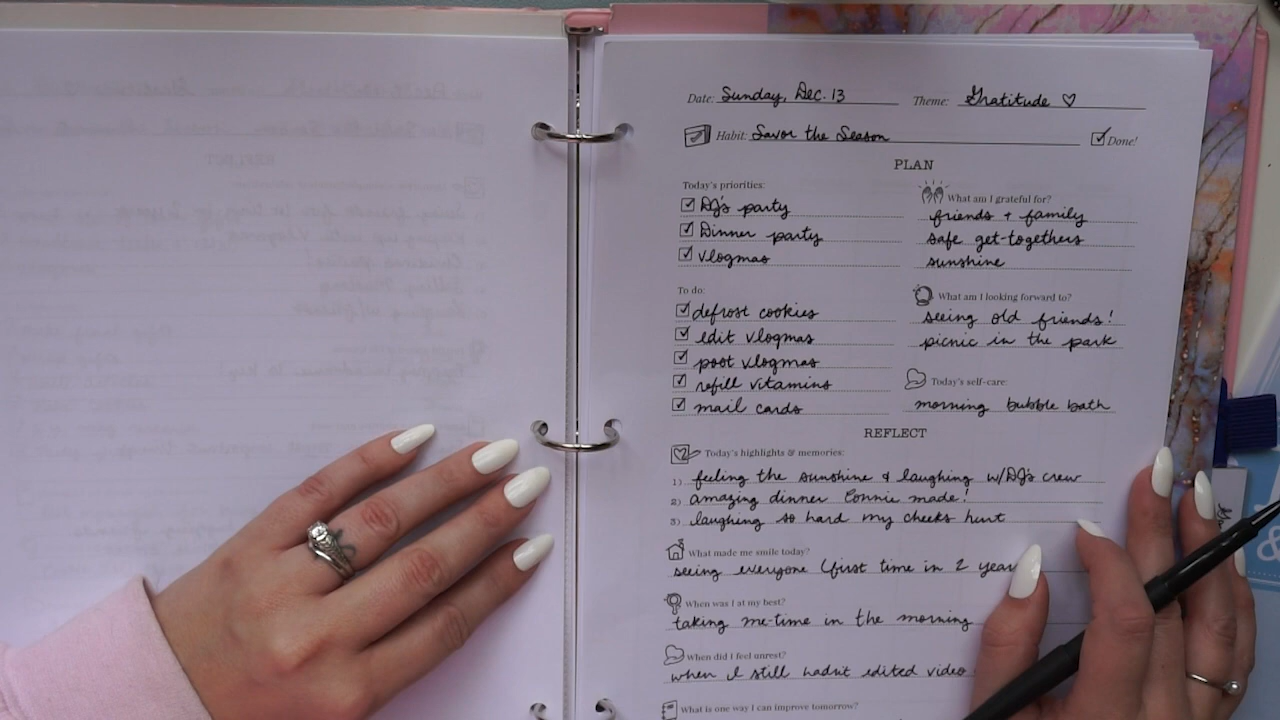 Date: Sunday, Dec. 13 Theme: Gratitude ♡
Habit: Savor the Season Done!
PLAN
Today's priorities:
DJ's party
Dinner party
vlogmas
What am I grateful for?
friends + family
safe get-togethers
sunshine
To do:
defrost cookies
edit vlogmas
post vlogmas
refill vitamins
mail cards
What am I looking forward to?
seeing old friends!
picnic in the park
Today's self-care:
morning bubble bath
REFLECT
Today's highlights & memories:
1) feeling the sunshine & laughing w/DJ's crew
2) amazing dinner Connie made!
3) laughing so hard my cheeks hurt
What made me smile today?
seeing everyone (first time in 2 year
When was I at my best?
taking me-time in the morning
When did I feel unrest?
when I still hadn't edited video
What is one way I can improve tomorrow?